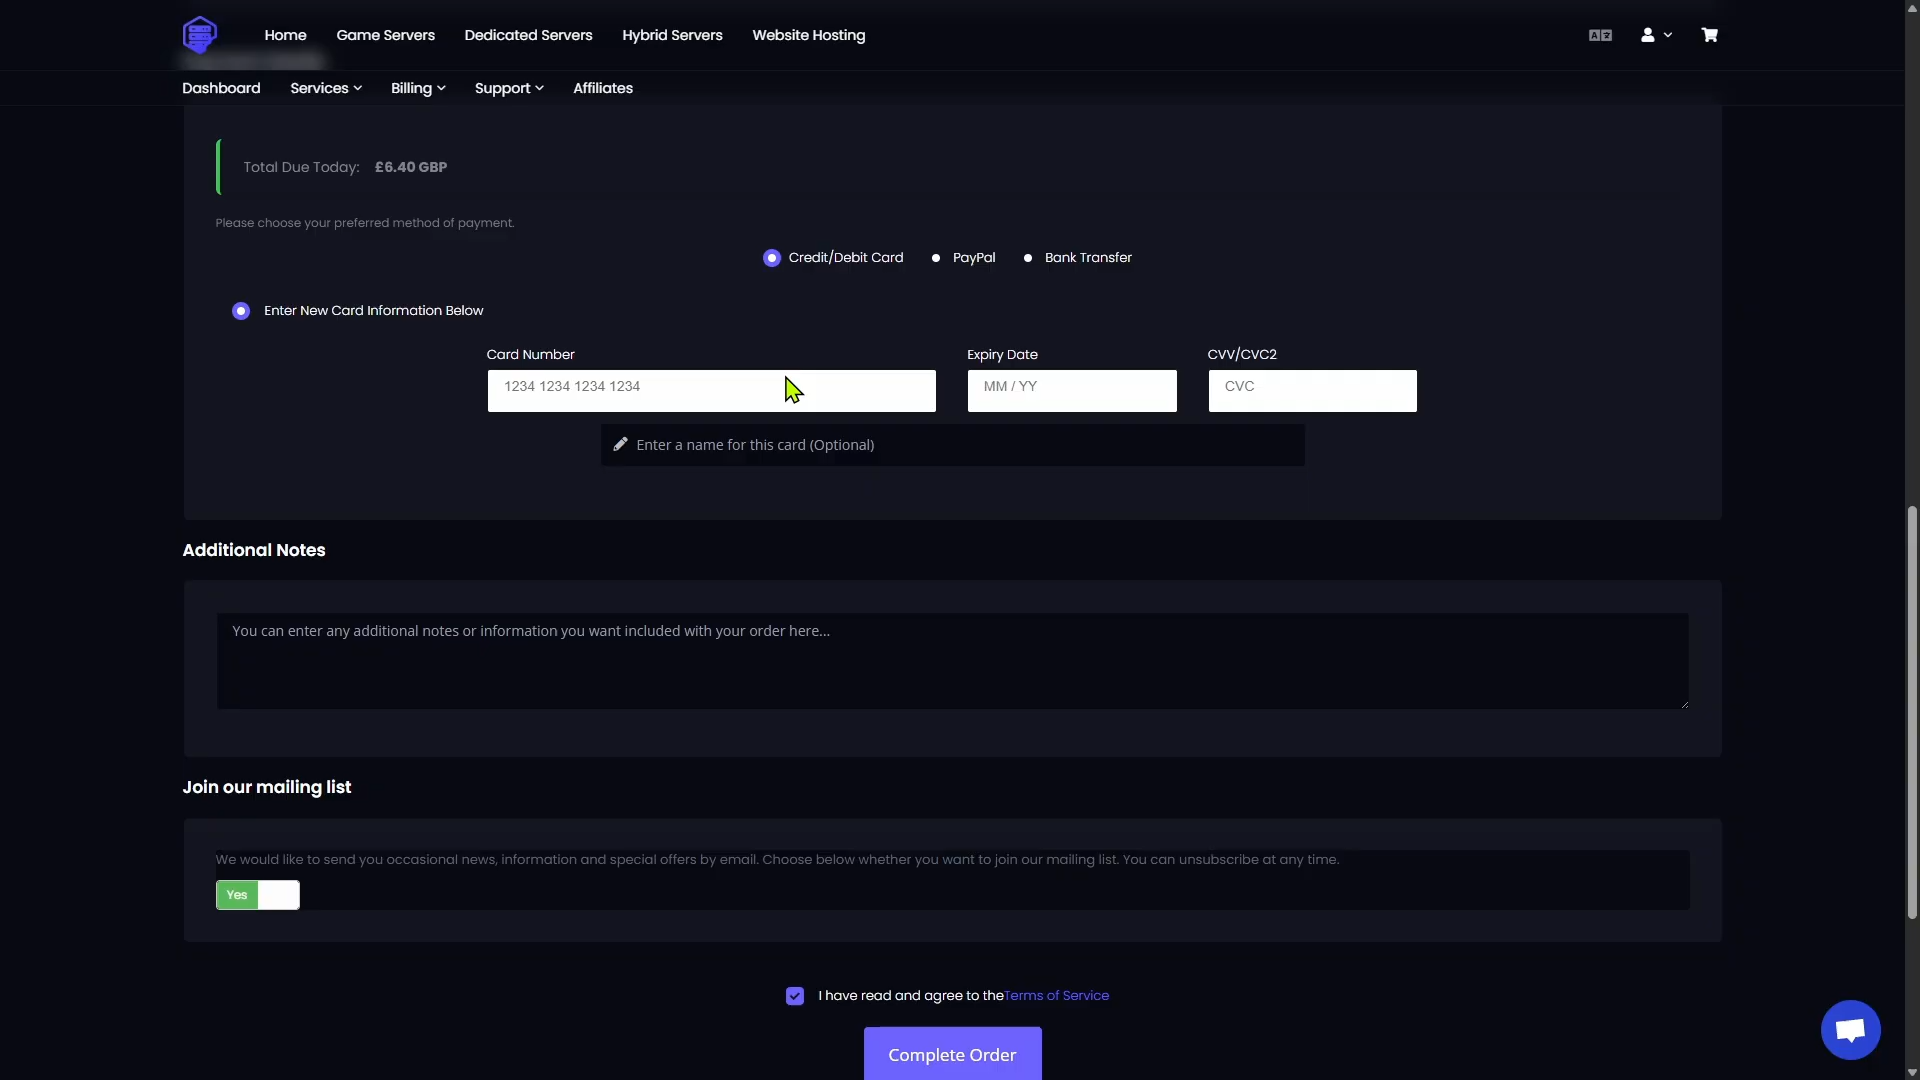 Home
Game Servers
Dedicated Servers
Hybrid Servers
Website Hosting
Dashboard
Services
Billing
Support
Affiliates
Total Due Today: £6.40 GBP
Please choose your preferred method of payment.
Credit/Debit Card
PayPal
Bank Transfer
Enter New Card Information Below
Card Number
Expiry Date
CVV/CVC2
1234 1234 1234 1234
MM / YY
CVC
Enter a name for this card (Optional)
Additional Notes
You can enter any additional notes or information you want included with your order here...
Join our mailing list
We would like to send you occasional news, information and special offers by email. Choose below whether you want to join our mailing list. You can unsubscribe at any time.
Yes
I have read and agree to theTerms of Service
Complete Order